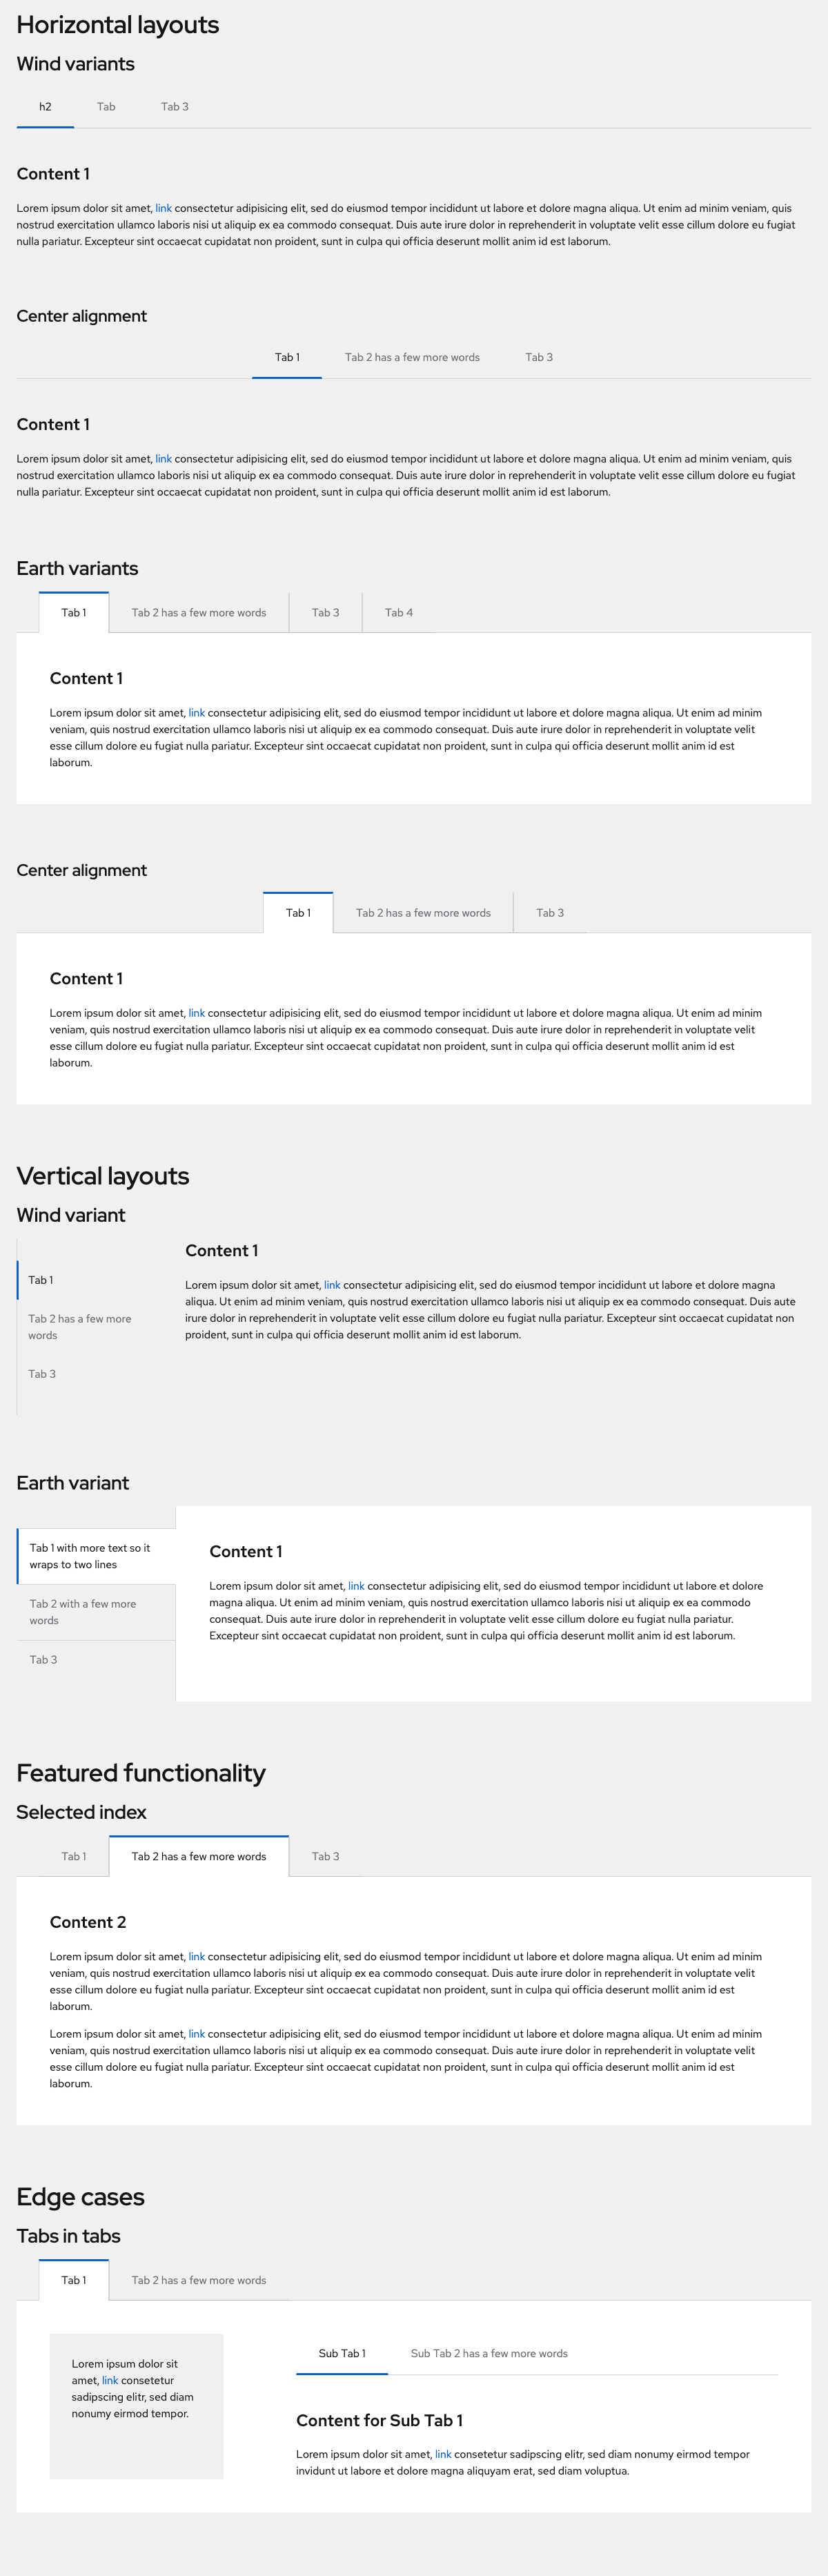 Horizontal layouts
Wind variants
h2 Tab Tab 3
Content 1
Lorem ipsum dolor sit amet, link consectetur adipisicing elit, sed do eiusmod tempor incididunt ut labore et dolore magna aliqua. Ut enim ad minim veniam, quis
nostrud exercitation ullamco laboris nisi ut aliquip ex ea commodo consequat. Duis aute irure dolor in reprehenderit in voluptate velit esse cillum dolore eu fugiat
nulla pariatur. Excepteur sint occaecat cupidatat non proident, sunt in culpa qui officia deserunt mollit anim id est laborum.
Center alignment
Tab 1 Tab 2 has a few more words Tab 3
Content 1
Lorem ipsum dolor sit amet, link consectetur adipisicing elit, sed do eiusmod tempor incididunt ut labore et dolore magna aliqua. Ut enim ad minim veniam, quis
nostrud exercitation ullamco laboris nisi ut aliquip ex ea commodo consequat. Duis aute irure dolor in reprehenderit in voluptate velit esse cillum dolore eu fugiat
nulla pariatur. Excepteur sint occaecat cupidatat non proident, sunt in culpa qui officia deserunt mollit anim id est laborum.
Earth variants
Tab 1 Tab 2 has a few more words Tab 3 Tab 4
Content 1
Lorem ipsum dolor sit amet, link consectetur adipisicing elit, sed do eiusmod tempor incididunt ut labore et dolore magna aliqua. Ut enim ad minim
veniam, quis nostrud exercitation ullamco laboris nisi ut aliquip ex ea commodo consequat. Duis aute irure dolor in reprehenderit in voluptate velit
esse cillum dolore eu fugiat nulla pariatur. Excepteur sint occaecat cupidatat non proident, sunt in culpa qui officia deserunt mollit anim id est
laborum.
Center alignment
Tab 1 Tab 2 has a few more words Tab 3
Content 1
Lorem ipsum dolor sit amet, link consectetur adipisicing elit, sed do eiusmod tempor incididunt ut labore et dolore magna aliqua. Ut enim ad minim
veniam, quis nostrud exercitation ullamco laboris nisi ut aliquip ex ea commodo consequat. Duis aute irure dolor in reprehenderit in voluptate velit
esse cillum dolore eu fugiat nulla pariatur. Excepteur sint occaecat cupidatat non proident, sunt in culpa qui officia deserunt mollit anim id est
laborum.
Vertical layouts
Wind variant
Tab 1
Tab 2 has a few more
words
Tab 3
Content 1
Lorem ipsum dolor sit amet, link consectetur adipisicing elit, sed do eiusmod tempor incididunt ut labore et dolore magna
aliqua. Ut enim ad minim veniam, quis nostrud exercitation ullamco laboris nisi ut aliquip ex ea commodo consequat. Duis aute
irure dolor in reprehenderit in voluptate velit esse cillum dolore eu fugiat nulla pariatur. Excepteur sint occaecat cupidatat non
proident, sunt in culpa qui officia deserunt mollit anim id est laborum.
Earth variant
Tab 1 with more text so it
wraps to two lines
Tab 2 with a few more
words
Tab 3
Content 1
Lorem ipsum dolor sit amet, link consectetur adipisicing elit, sed do eiusmod tempor incididunt ut labore et dolore
magna aliqua. Ut enim ad minim veniam, quis nostrud exercitation ullamco laboris nisi ut aliquip ex ea commodo
consequat. Duis aute irure dolor in reprehenderit in voluptate velit esse cillum dolore eu fugiat nulla pariatur.
Excepteur sint occaecat cupidatat non proident, sunt in culpa qui officia deserunt mollit anim id est laborum.
Featured functionality
Selected index
Tab 1 Tab 2 has a few more words Tab 3
Content 2
Lorem ipsum dolor sit amet, link consectetur adipisicing elit, sed do eiusmod tempor incididunt ut labore et dolore magna aliqua. Ut enim ad minim
veniam, quis nostrud exercitation ullamco laboris nisi ut aliquip ex ea commodo consequat. Duis aute irure dolor in reprehenderit in voluptate velit
esse cillum dolore eu fugiat nulla pariatur. Excepteur sint occaecat cupidatat non proident, sunt in culpa qui officia deserunt mollit anim id est
laborum.
Lorem ipsum dolor sit amet, link consectetur adipisicing elit, sed do eiusmod tempor incididunt ut labore et dolore magna aliqua. Ut enim ad minim
veniam, quis nostrud exercitation ullamco laboris nisi ut aliquip ex ea commodo consequat. Duis aute irure dolor in reprehenderit in voluptate velit
esse cillum dolore eu fugiat nulla pariatur. Excepteur sint occaecat cupidatat non proident, sunt in culpa qui officia deserunt mollit anim id est
laborum.
Edge cases
Tabs in tabs
Tab 1 Tab 2 has a few more words
Lorem ipsum dolor sit
amet, link consetetur
sadipscing elitr, sed diam
nonumy eirmod tempor.
Sub Tab 1 Sub Tab 2 has a few more words
Content for Sub Tab 1
Lorem ipsum dolor sit amet, link consetetur sadipscing elitr, sed diam nonumy eirmod tempor
invidunt ut labore et dolore magna aliquyam erat, sed diam voluptua.